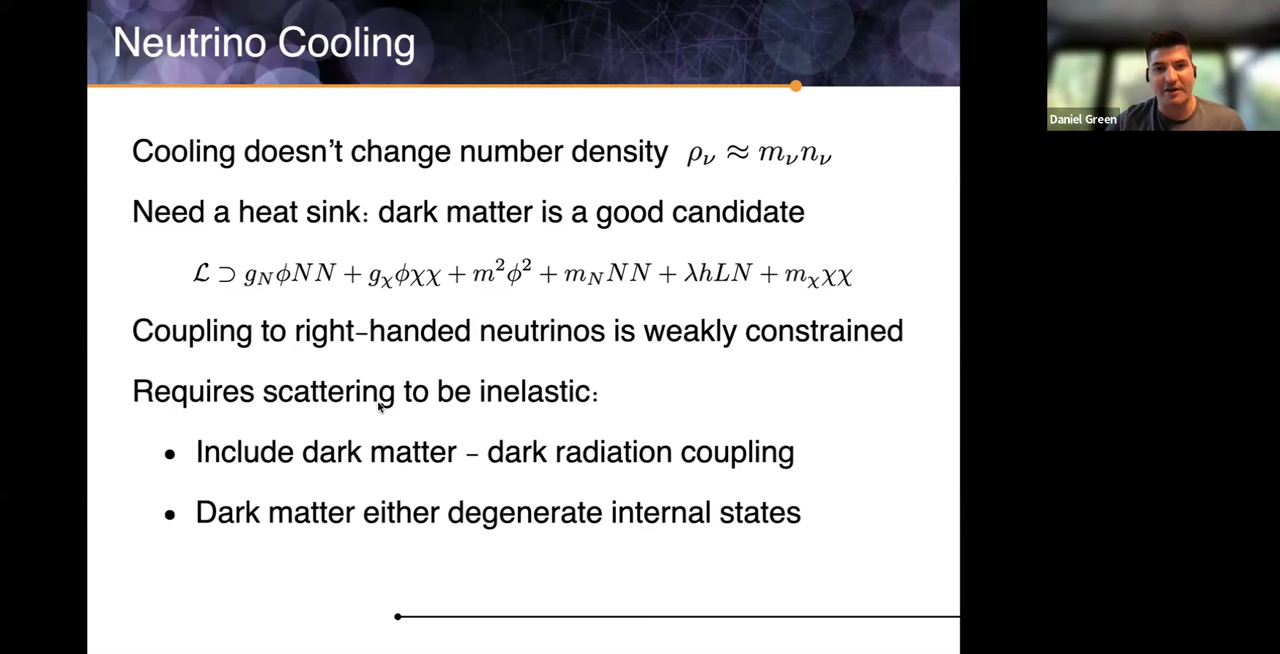 Neutrino Cooling
Daniel Green
Cooling doesn't change number density ρ_ν ≈ m_ν n_ν
Need a heat sink: dark matter is a good candidate
ℒ ⊃ g_N ϕNN + g_χ ϕχχ + m²ϕ² + m_N NN + λhLN + m_χ χχ
Coupling to right-handed neutrinos is weakly constrained
Requires scattering to be inelastic:
• Include dark matter – dark radiation coupling
• Dark matter either degenerate internal states